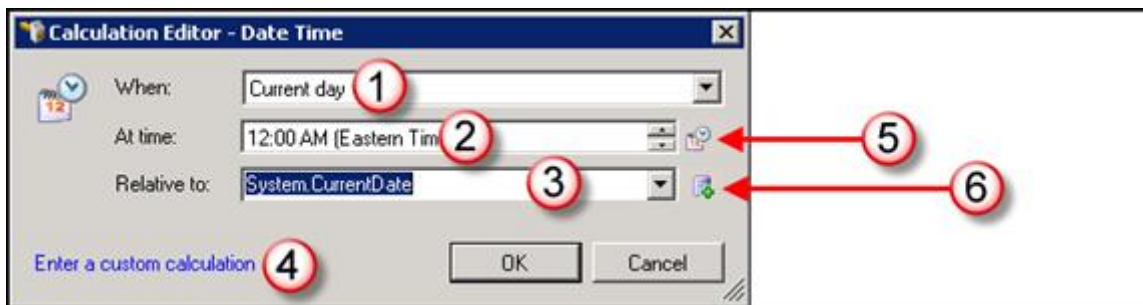 Calculation Editor - Date Time
When: Current day 1
At time: 12:00 AM (Eastern Tim 2 5
Relative to: System.CurrentDate 3 6
Enter a custom calculation 4 OK Cancel